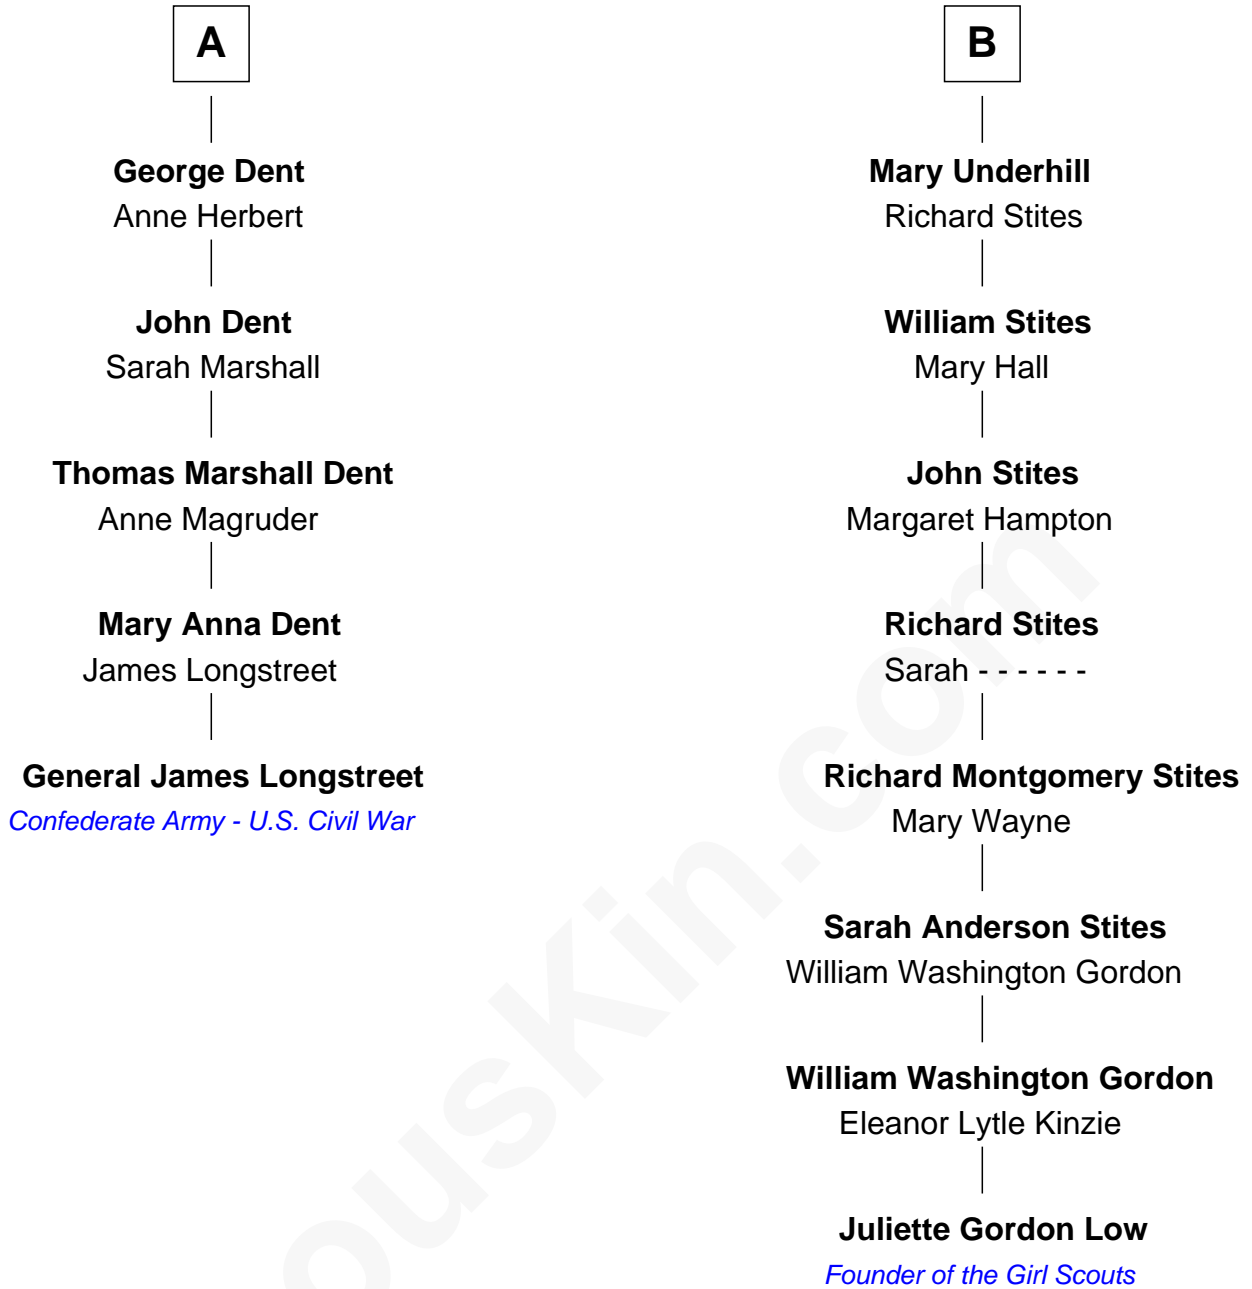 A
George Dent
Anne Herbert
John Dent
Sarah Marshall
Thomas Marshall Dent
Anne Magruder
Mary Anna Dent
James Longstreet
General James Longstreet
Confederate Army - U.S. Civil War
B
Mary Underhill
Richard Stites
William Stites
Mary Hall
John Stites
Margaret Hampton
Richard Stites
Sarah - - - - - -
Richard Montgomery Stites
Mary Wayne
Sarah Anderson Stites
William Washington Gordon
William Washington Gordon
Eleanor Lytle Kinzie
Juliette Gordon Low
Founder of the Girl Scouts
ousKin.com